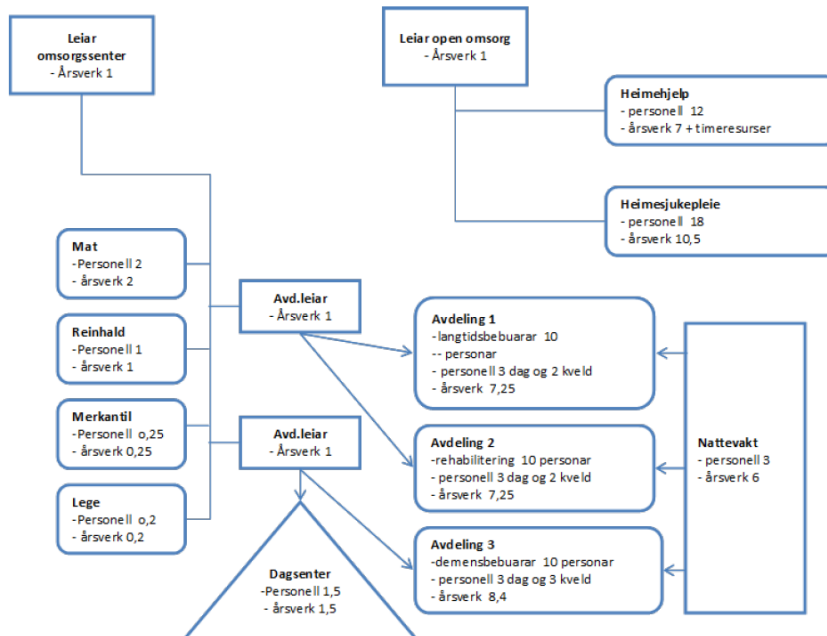 Leiar
omsorgssenter
- Årsverk 1
Leiar open omsorg
- Årsverk 1
Heimehjelp
- personell 12
- årsverk 7 + timeresurser
Heimesjukepleie
- personell 18
- årsverk 10,5
Mat
-Personell 2
- årsverk 2
Reinhald
-Personell 1
- årsverk 1
Merkantil
-Personell o,25
- årsverk 0,25
Lege
-Personell o,2
- årsverk 0,2
Avd.leiar
- Årsverk 1
Avd.leiar
- Årsverk 1
Dagsenter
-Personell 1,5
- årsverk 1,5
Avdeling 1
-langtidsbebuarar 10
-- personar
- personell 3 dag og 2 kveld
- årsverk 7,25
Avdeling 2
-rehabilitering 10 personar
- personell 3 dag og 2 kveld
- årsverk 7,25
Avdeling 3
-demensbebuarar 10 personar
- personell 3 dag og 3 kveld
- årsverk 8,4
Nattevakt
- personell 3
- årsverk 6